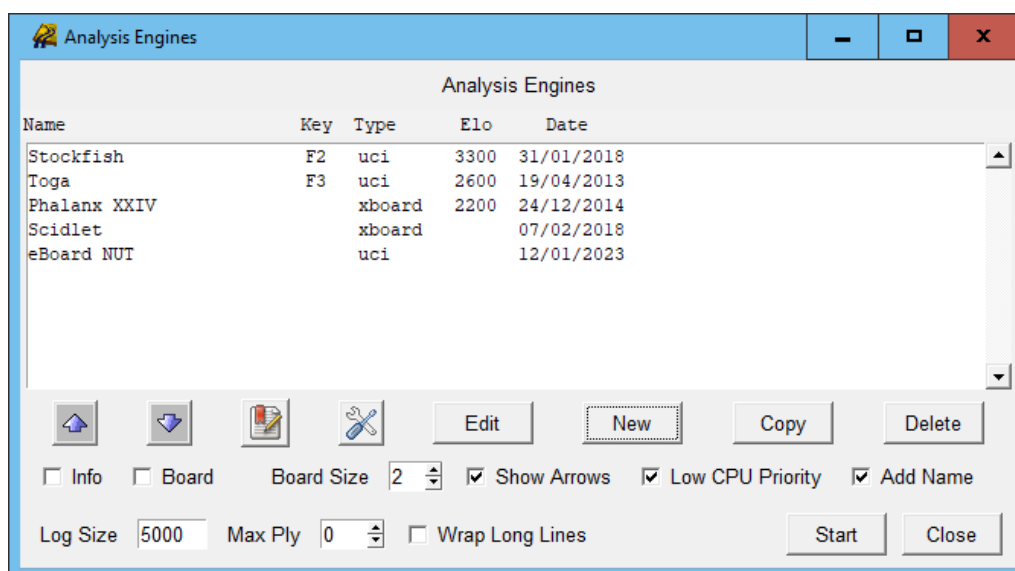 Analysis Engines
Analysis Engines
Name Key Type Elo Date
Stockfish F2 uci 3300 31/01/2018
Toga F3 uci 2600 19/04/2013
Phalanx XXIV xboard 2200 24/12/2014
Scidlet xboard 07/02/2018
eBoard NUT uci 12/01/2023
Edit New Copy Delete
Info Board Board Size 2 Show Arrows Low CPU Priority Add Name
Log Size 5000 Max Ply 0 Wrap Long Lines Start Close